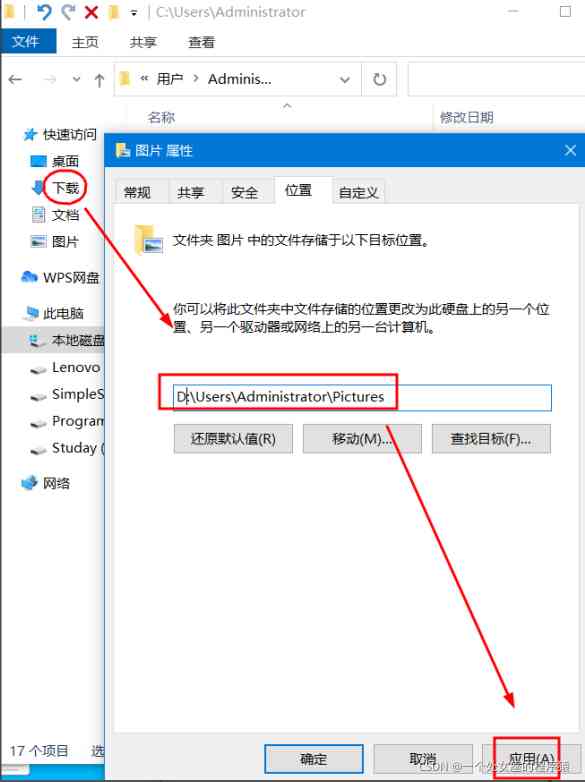 C:\Users\Administrator
文件
主页
共享
查看
« 用户 > Adminis...
名称
修改日期
快速访问
桌面
下载
文档
图片
WPS网盘
此电脑
本地磁盘
Lenovo
SimpleS
Program
Studay (
网络
17 个项目
选
图片 属性
常规
共享
安全
位置
自定义
文件夹 图片 中的文件存储于以下目标位置。
你可以将此文件夹中文件存储的位置更改为此硬盘上的另一个位
置、另一个驱动器或网络上的另一台计算机。
D:\Users\Administrator\Pictures
还原默认值(R)
移动(M)...
查找目标(F)...
确定
取消
应用(A)
CSDN @一个处女座的程序猿